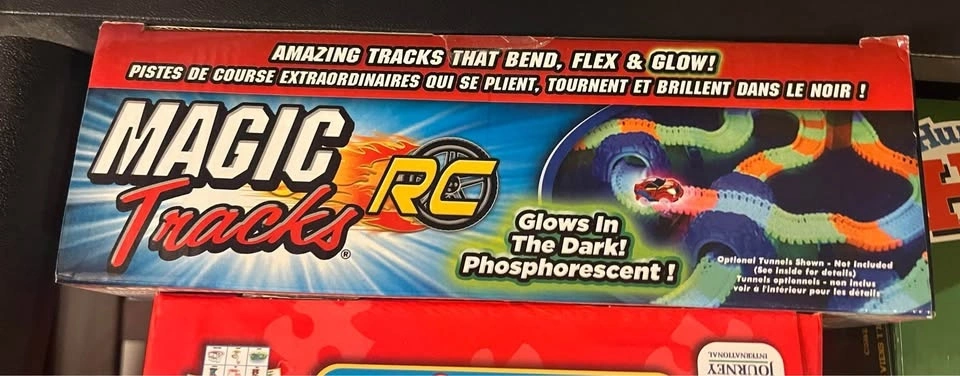 AMAZING TRACKS THAT BEND, FLEX & GLOW!
PISTES DE COURSE EXTRAORDINAIRES QUI SE PLIENT, TOURNENT ET BRILLENT DANS LE NOIR !
MAGIC
Tracks®
RC
Glows In
The Dark!
Phosphorescent !
Optional Tunnels Shown - Not Included
(See inside for details)
Tunnels optionnels - non inclus
voir à l'intérieur pour les détails
JOURNEY
INTERNATIONAL